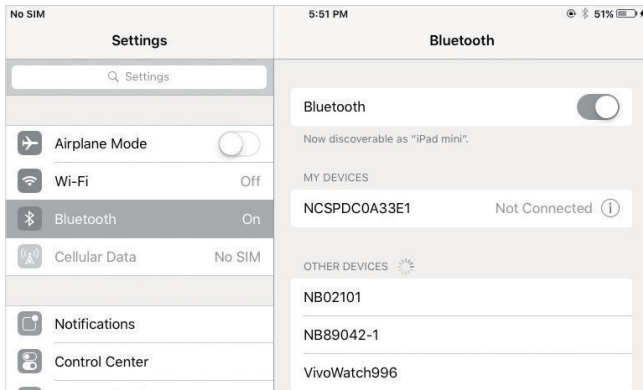 No SIM
5:51 PM
51%
Settings
Bluetooth
Settings
Airplane Mode
Wi-Fi Off
Bluetooth On
Cellular Data No SIM
Notifications
Control Center
Bluetooth
Now discoverable as “iPad mini”.
MY DEVICES
NCSPDC0A33E1 Not Connected
OTHER DEVICES
NB02101
NB89042-1
VivoWatch996